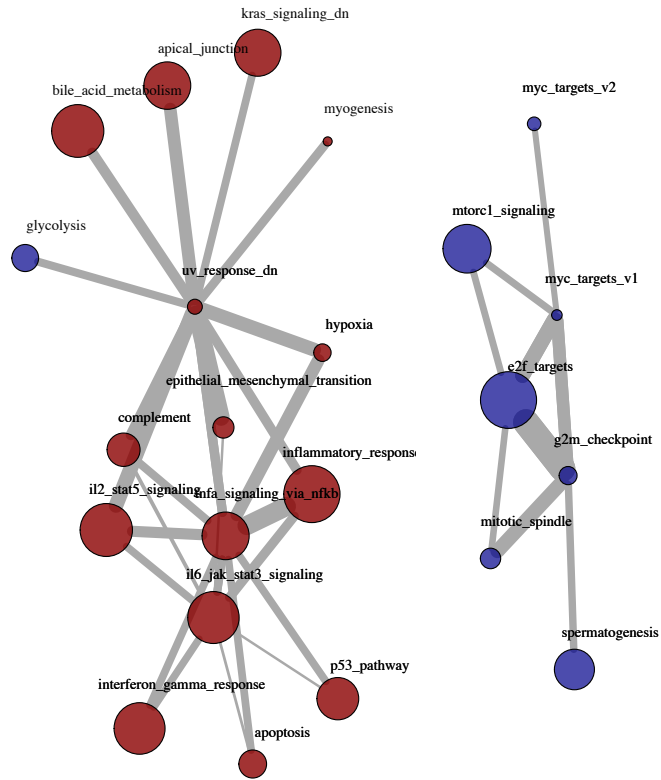 kras_signaling_dn
apical_junction
bile_acid_metabolism
myc_targets_v2
myogenesis
mtorc1_signaling
glycolysis
uv_response_dn
myc_targets_v1
hypoxia
e2f_targets
epithelial_mesenchymal_transition
complement
g2m_checkpoint
inflammatory_response
il2_stat5_signaling
tnfa_signaling_via_nfkb
mitotic_spindle
il6_jak_stat3_signaling
spermatogenesis
p53_pathway
interferon_gamma_response
apoptosis